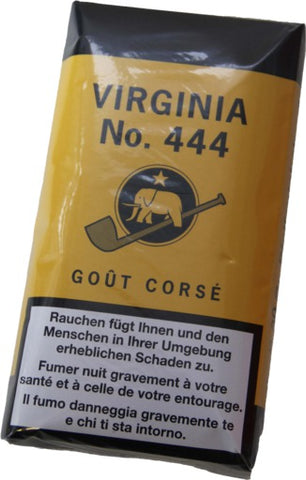 VIRGINIA
No. 444
GOÛT CORSÉ
Rauchen fügt Ihnen und den
Menschen in Ihrer Umgebung
erheblichen Schaden zu.
Fumer nuit gravement à votre
santé et à celle de votre entourage.
Il fumo danneggia gravemente te
e chi ti sta intorno.